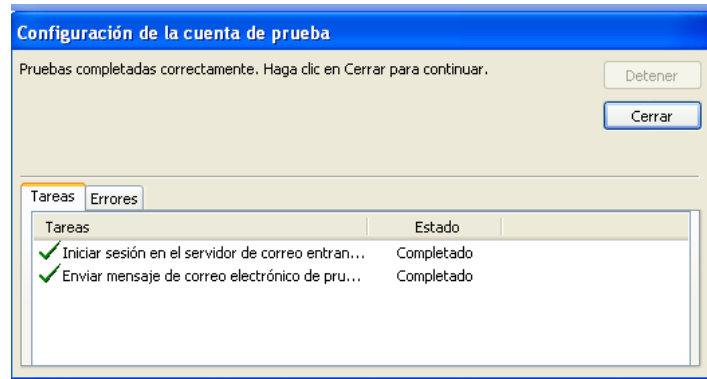 Configuración de la cuenta de prueba
Pruebas completadas correctamente. Haga clic en Cerrar para continuar.
Detener
Cerrar
Tareas Errores
Tareas Estado
Iniciar sesión en el servidor de correo entran... Completado
Enviar mensaje de correo electrónico de pru... Completado